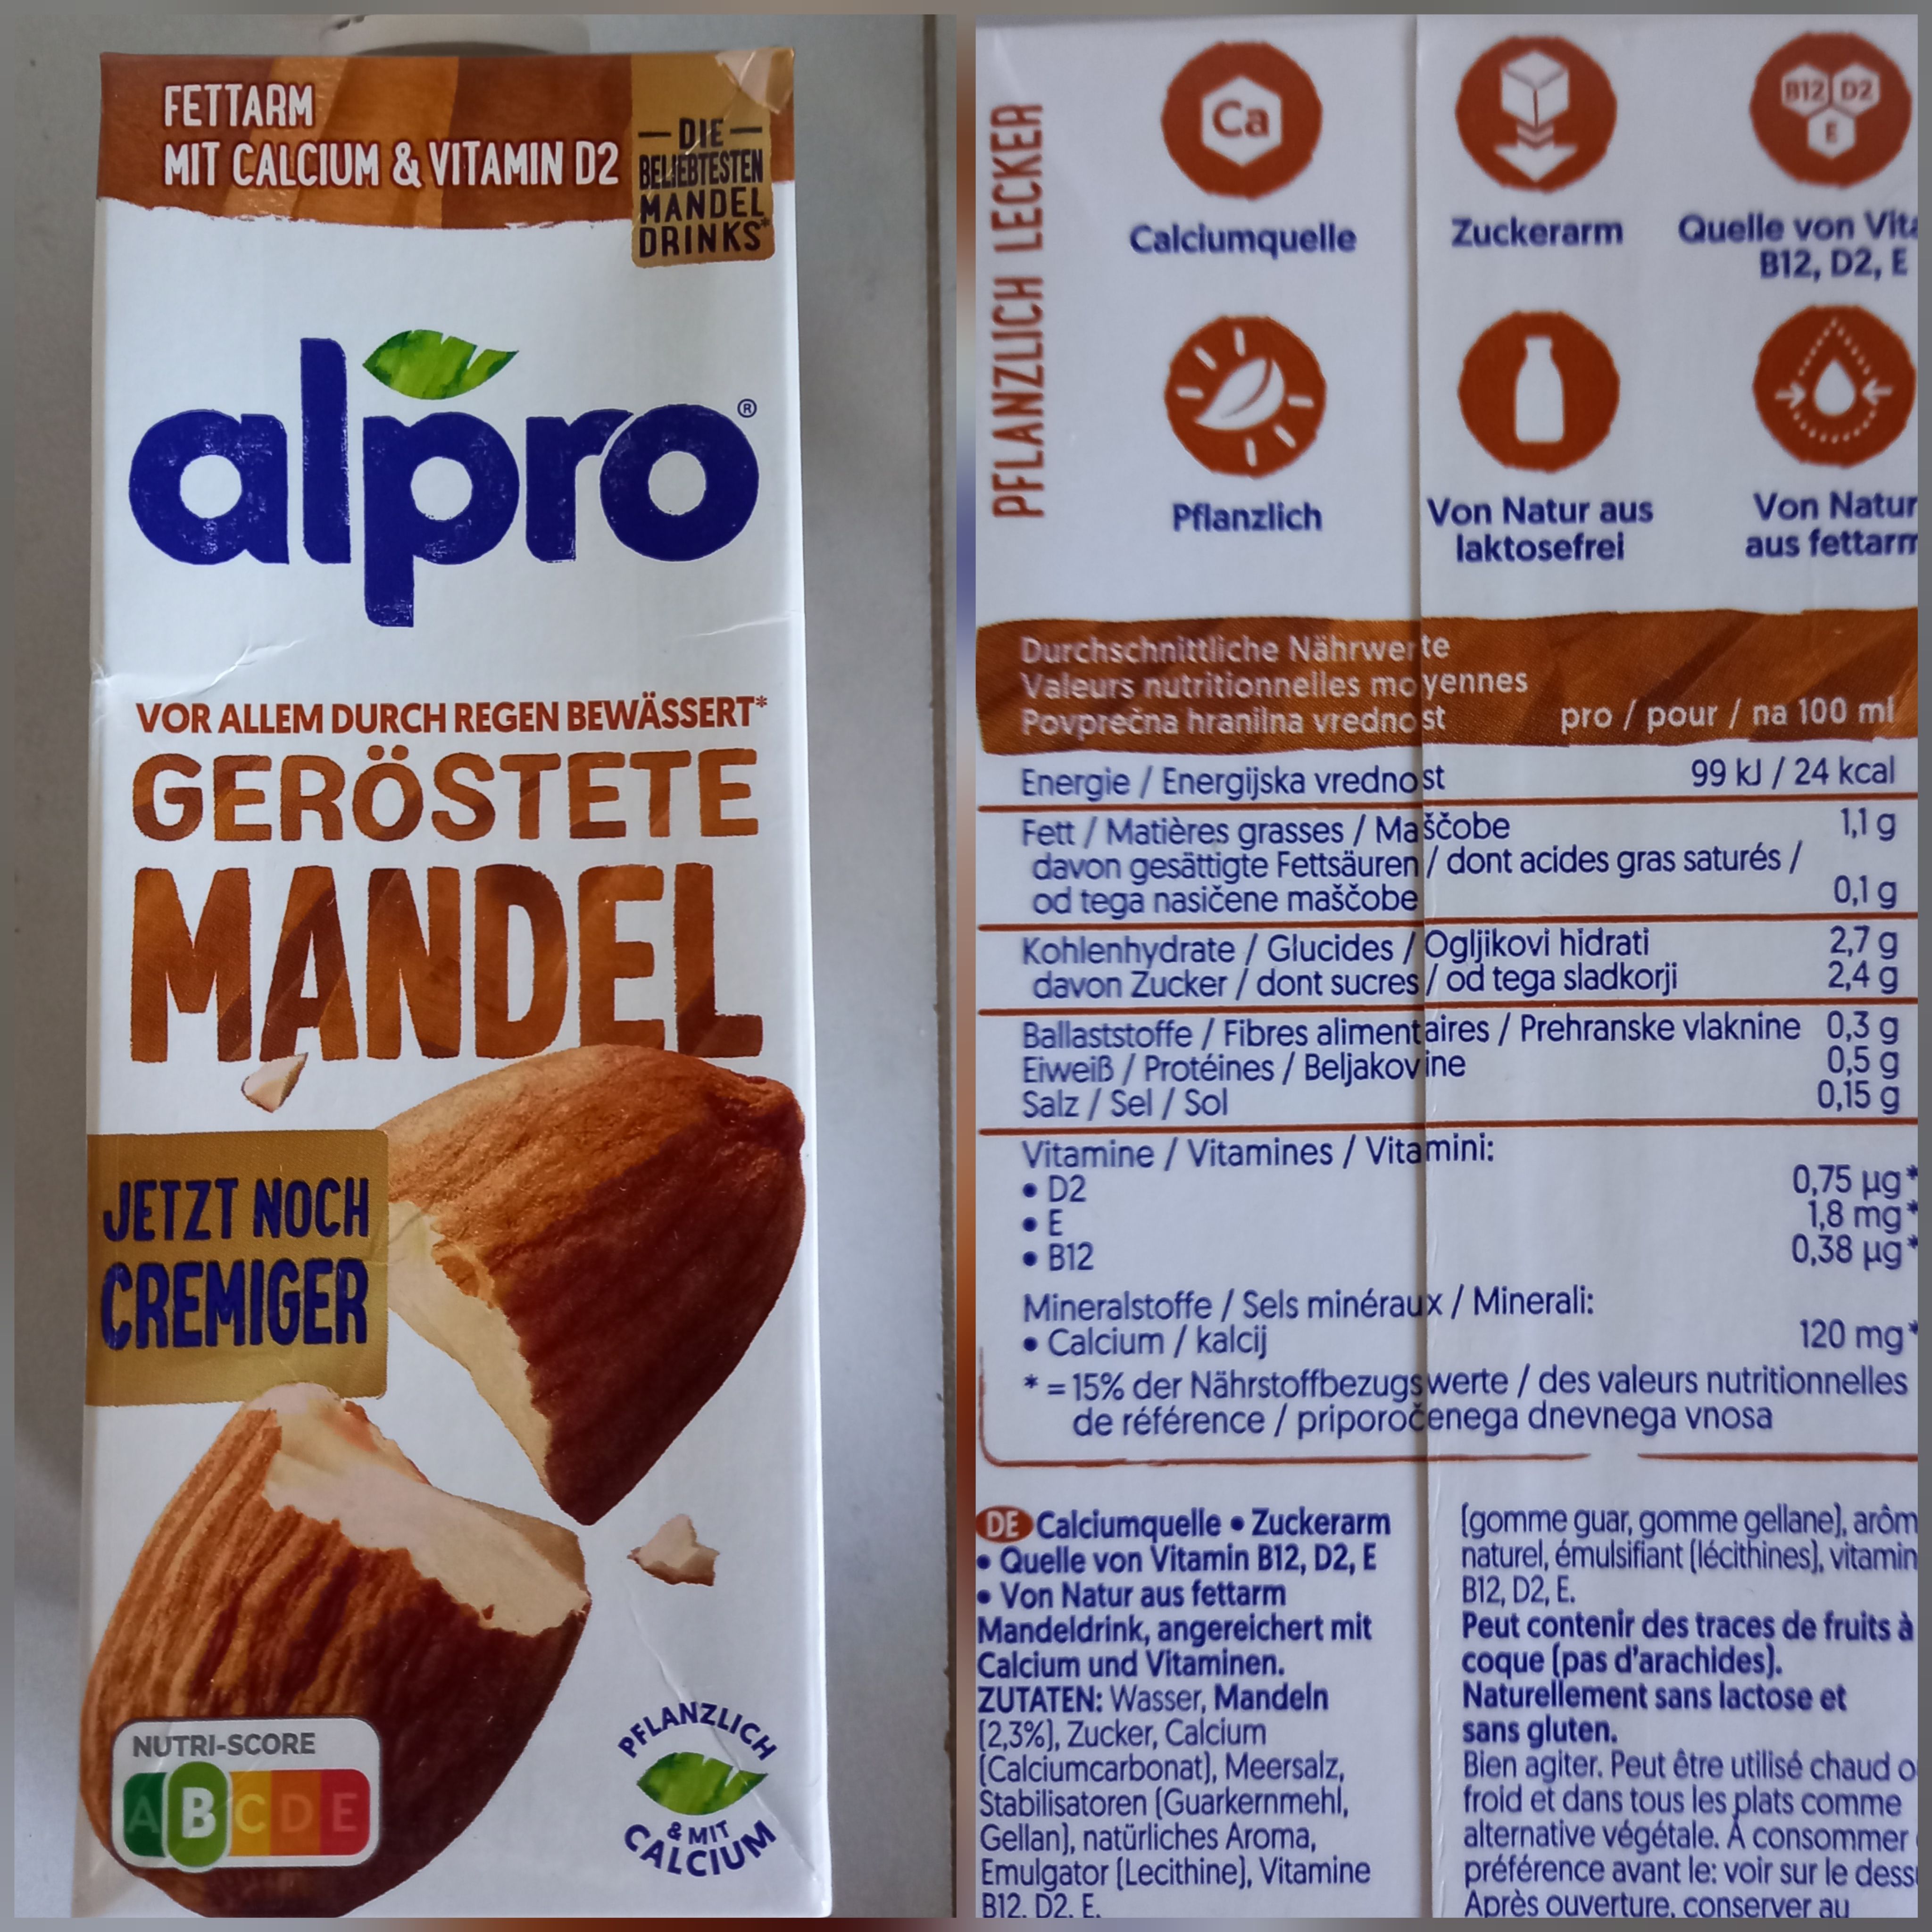 FETTARM
MIT CALCIUM & VITAMIN D2
DIE
BELIEBTESTEN
MANDEL
DRINKS*
alpro®
VOR ALLEM DURCH REGEN BEWÄSSERT*
GERÖSTETE
MANDEL
JETZT NOCH
CREMIGER
NUTRI-SCORE
A B C D E
PFLANZLICH
& MIT
CALCIUM
PFLANZLICH LECKER
Ca
B12 D2
E
Calciumquelle
Zuckerarm
Quelle von Vita
B12, D2, E
Pflanzlich
Von Natur aus
laktosefrei
Von Natur
aus fettarm
Durchschnittliche Nährwerte
Valeurs nutritionnelles moyennes
Povprečna hranilna vrednost pro / pour / na 100 ml
Energie / Energijska vrednost 99 kJ / 24 kcal
Fett / Matières grasses / Maščobe 1,1 g
davon gesättigte Fettsäuren / dont acides gras saturés /
od tega nasičene maščobe 0,1 g
Kohlenhydrate / Glucides / Ogljikovi hidrati 2,7 g
davon Zucker / dont sucres / od tega sladkorji 2,4 g
Ballaststoffe / Fibres alimentaires / Prehranske vlaknine 0,3 g
Eiweiß / Protéines / Beljakovine 0,5 g
Salz / Sel / Sol 0,15 g
Vitamine / Vitamines / Vitamini:
• D2 0,75 µg*
• E 1,8 mg*
• B12 0,38 µg*
Mineralstoffe / Sels minéraux / Minerali:
• Calcium / kalcij 120 mg*
* = 15% der Nährstoffbezugswerte / des valeurs nutritionnelles
de référence / priporočenega dnevnega vnosa
DE Calciumquelle • Zuckerarm
• Quelle von Vitamin B12, D2, E
• Von Natur aus fettarm
Mandeldrink, angereichert mit
Calcium und Vitaminen.
ZUTATEN: Wasser, Mandeln
(2,3%), Zucker, Calcium
(Calciumcarbonat), Meersalz,
Stabilisatoren (Guarkernmehl,
Gellan), natürliches Aroma,
Emulgator (Lecithine), Vitamine
B12, D2, E.
(gomme guar, gomme gellane), arôm
naturel, émulsifiant (lécithines), vitamin
B12, D2, E.
Peut contenir des traces de fruits à
coque (pas d'arachides).
Naturellement sans lactose et
sans gluten.
Bien agiter. Peut être utilisé chaud o
froid et dans tous les plats comme
alternative végétale. À consommer
préférence avant le: voir sur le dess
Après ouverture, conserver au